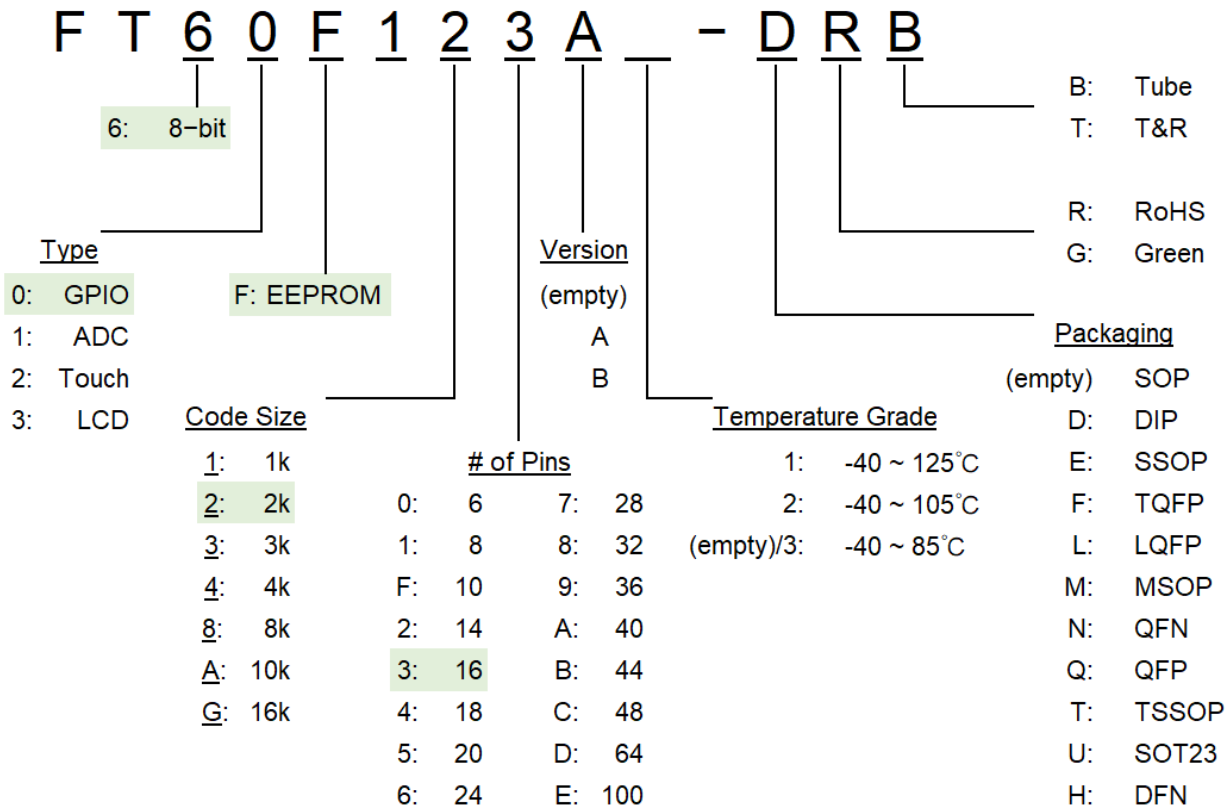 F T 6 0 F 1 2 3 A _ - D R B
6: 8-bit
B: Tube
T: T&R
R: RoHS
G: Green
Type
0: GPIO
1: ADC
2: Touch
3: LCD
F: EEPROM
Version
(empty)
A
B
Code Size
1: 1k
2: 2k
3: 3k
4: 4k
8: 8k
A: 10k
G: 16k
# of Pins
0: 6 7: 28
1: 8 8: 32
F: 10 9: 36
2: 14 A: 40
3: 16 B: 44
4: 18 C: 48
5: 20 D: 64
6: 24 E: 100
Temperature Grade
1: -40 ~ 125°C
2: -40 ~ 105°C
(empty)/3: -40 ~ 85°C
Packaging
(empty) SOP
D: DIP
E: SSOP
F: TQFP
L: LQFP
M: MSOP
N: QFN
Q: QFP
T: TSSOP
U: SOT23
H: DFN